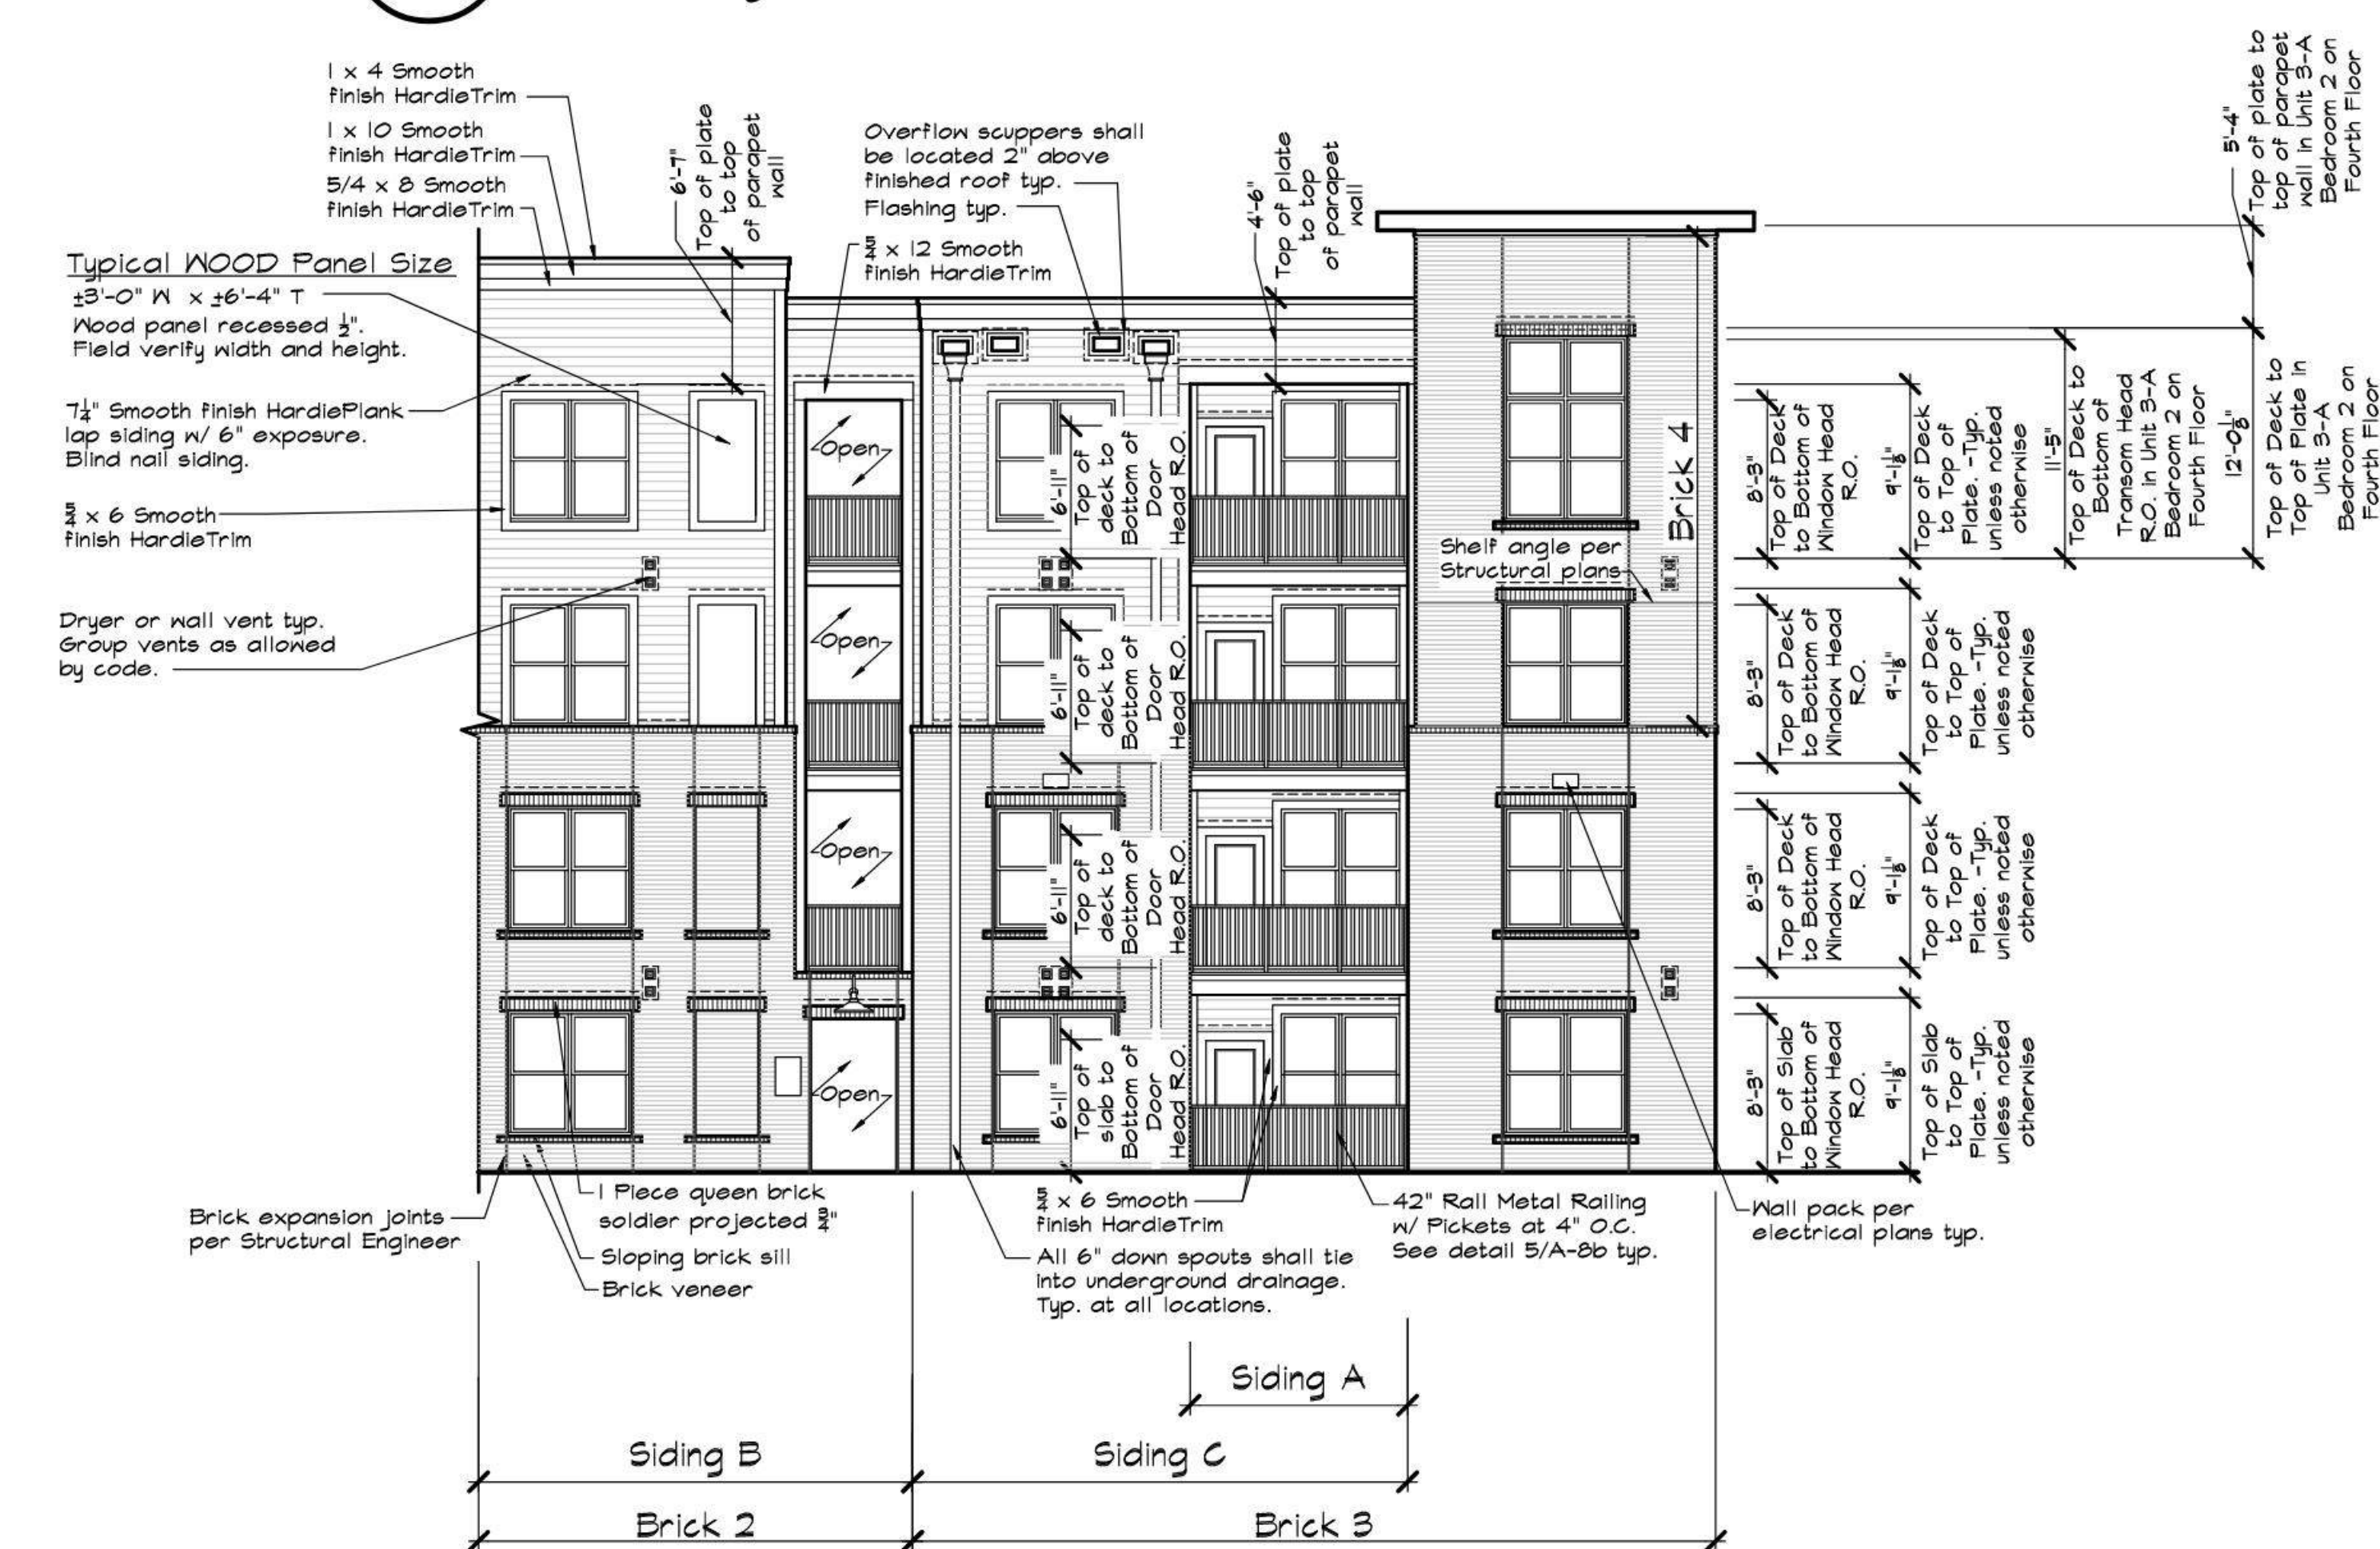 1 x 4 Smooth
finish HardieTrim
1 x 10 Smooth
finish HardieTrim
5/4 x 8 Smooth
finish HardieTrim
6'-7"
Top of plate
to top
of parapet
wall
Overflow scuppers shall
be located 2" above
finished roof typ.
Flashing typ.
5/4 x 12 Smooth
finish HardieTrim
4'-6"
Top of plate
to top
of parapet
wall
5'-4"
Top of plate to
top of parapet
wall in Unit 3-A
Bedroom 2 on
Fourth Floor
Typical WOOD Panel Size
±3'-0" W x ±6'-4" T
Wood panel recessed 1/2".
Field verify width and height.
7 1/4" Smooth finish HardiePlank
lap siding w/ 6" exposure.
Blind nail siding.
5/4 x 6 Smooth
finish HardieTrim
Dryer or wall vent typ.
Group vents as allowed
by code.
Open
Open
Open
Open
6'-11"
Top of
deck to
Bottom of
Door
Head R.O.
6'-11"
Top of
deck to
Bottom of
Door
Head R.O.
6'-11"
Top of
deck to
Bottom of
Door
Head R.O.
6'-11"
Top of
slab to
Bottom of
Door
Head R.O.
Brick 4
Shelf angle per
Structural plans
8'-3"
Top of Deck
to Bottom of
Window Head
R.O.
9'-1 1/8"
Top of Deck
to Top of
Plate. -Typ.
unless noted
otherwise
11'-5"
Top of Deck to
Bottom of
Transom Head
R.O. in Unit 3-A
Bedroom 2 on
Fourth Floor
12'-0 1/8"
Top of Deck to
Top of Plate in
Unit 3-A
Bedroom 2 on
Fourth Floor
8'-3"
Top of Deck
to Bottom of
Window Head
R.O.
9'-1 1/8"
Top of Deck
to Top of
Plate. -Typ.
unless noted
otherwise
8'-3"
Top of Deck
to Bottom of
Window Head
R.O.
9'-1 1/8"
Top of Deck
to Top of
Plate. -Typ.
unless noted
otherwise
8'-3"
Top of Slab
to Bottom of
Window Head
R.O.
9'-1 1/8"
Top of Slab
to Top of
Plate. -Typ.
unless noted
otherwise
Brick expansion joints
per Structural Engineer
1 Piece queen brick
soldier projected 3/4"
Sloping brick sill
Brick veneer
5/4 x 6 Smooth
finish HardieTrim
All 6" down spouts shall tie
into underground drainage.
Typ. at all locations.
42" Rall Metal Railing
w/ Pickets at 4" O.C.
See detail 5/A-8b typ.
Wall pack per
electrical plans typ.
Siding A
Siding B
Siding C
Brick 2
Brick 3